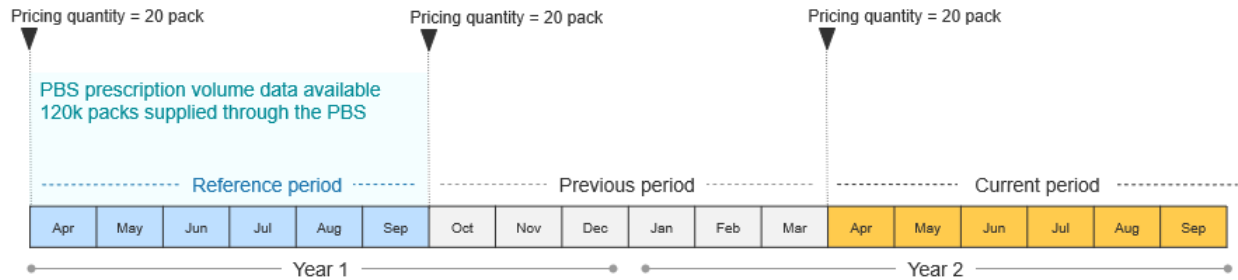 Pricing quantity = 20 pack
Pricing quantity = 20 pack
Pricing quantity = 20 pack
PBS prescription volume data available
120k packs supplied through the PBS
Reference period
Previous period
Current period
Apr May Jun Jul Aug Sep Oct Nov Dec Jan Feb Mar Apr May Jun Jul Aug Sep
Year 1
Year 2